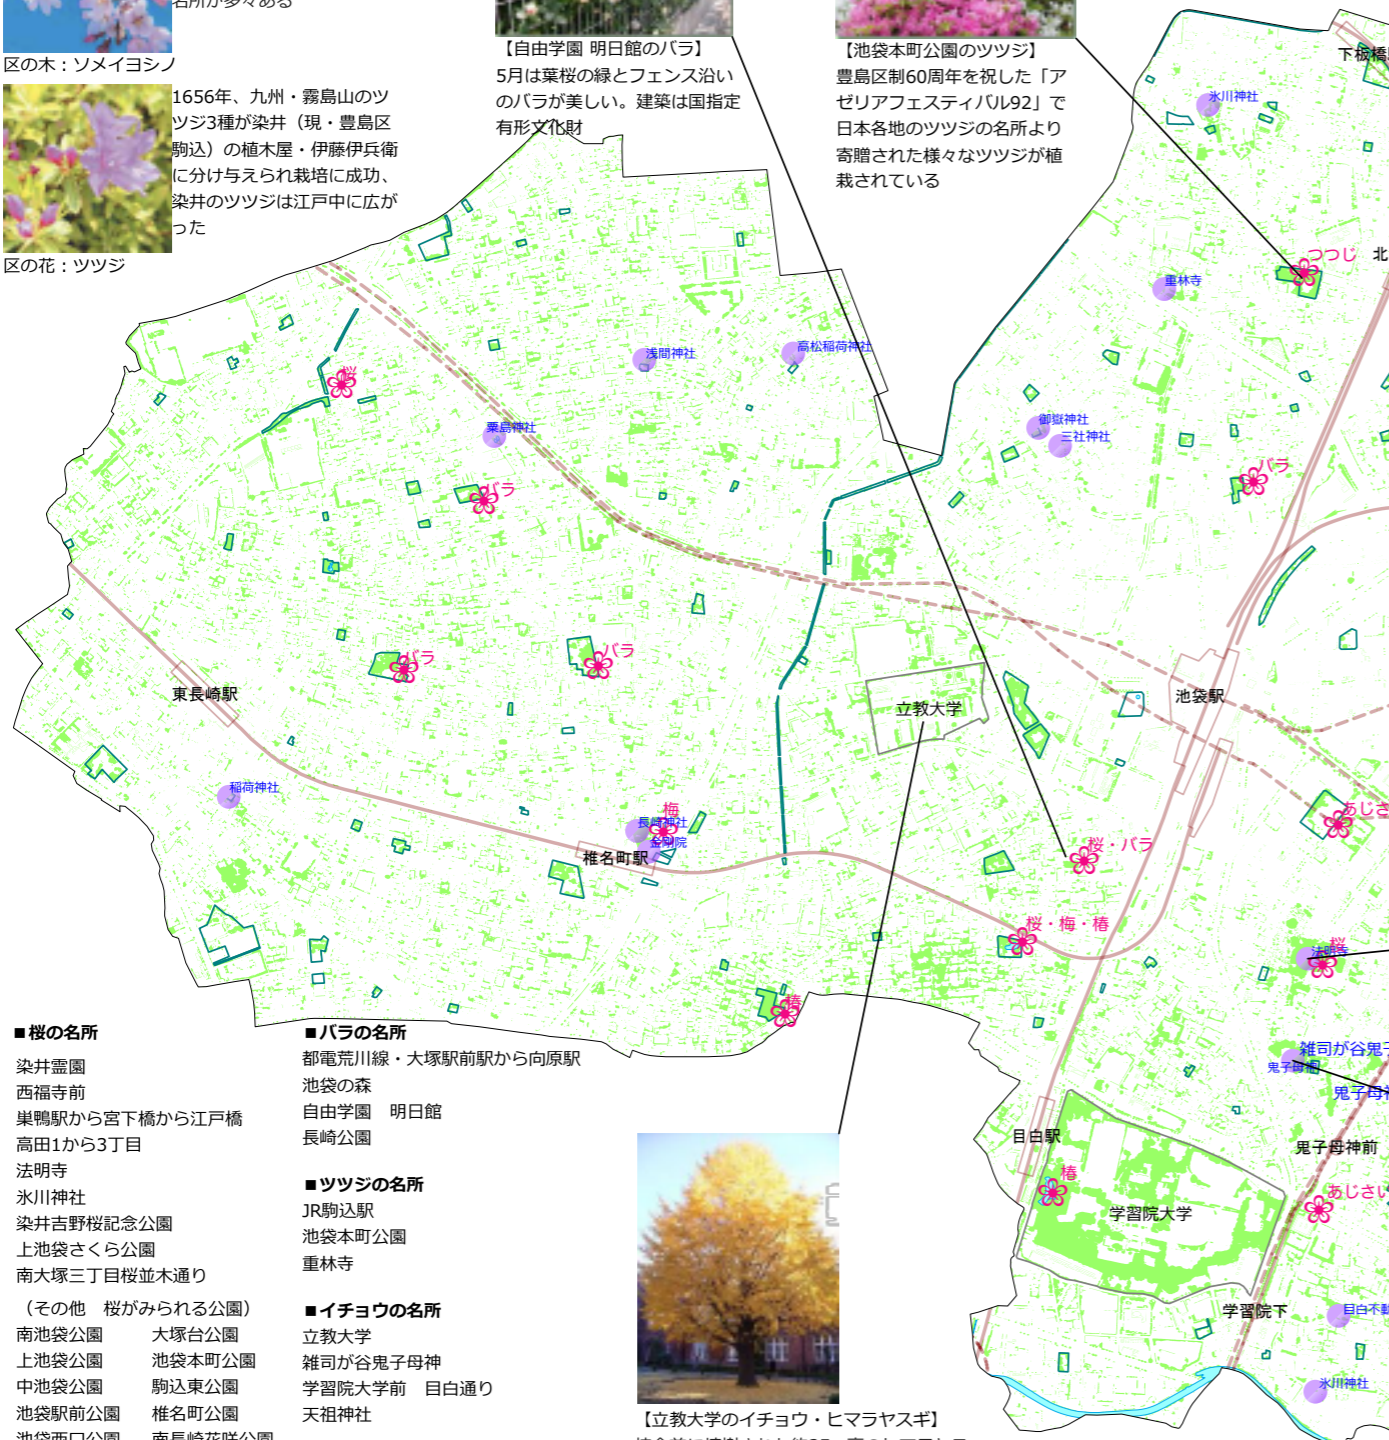 名所が多々ある
区の木：ソメイヨシノ
1656年、九州・霧島山のツ
ツジ3種が染井（現・豊島区
駒込）の植木屋・伊藤伊兵衛
に分け与えられ栽培に成功、
染井のツツジは江戸中に広が
った
区の花：ツツジ
【自由学園 明日館のバラ】
5月は葉桜の緑とフェンス沿い
のバラが美しい。建築は国指定
有形文化財
【池袋本町公園のツツジ】
豊島区制60周年を祝した「ア
ゼリアフェスティバル92」で
日本各地のツツジの名所より
寄贈された様々なツツジが植
栽されている
下板橋
氷川神社
つつじ
北
重林寺
浅間神社
高松稲荷神社
桜
粟島神社
御嶽神社
三社神社
バラ
バラ
バラ
バラ
東長崎駅
立教大学
池袋駅
稲荷神社
梅
長崎神社
金剛院
椎名町駅
あじさ
桜・バラ
桜・梅・椿
桜
法明寺
椿
雑司が谷鬼子
鬼子母神
鬼子母神
目白駅
鬼子母神前
椿
学習院大学
あじさい
学習院下
目白不動
氷川神社
■桜の名所
染井霊園
西福寺前
巣鴨駅から宮下橋から江戸橋
高田1から3丁目
法明寺
氷川神社
染井吉野桜記念公園
上池袋さくら公園
南大塚三丁目桜並木通り
（その他　桜がみられる公園）
南池袋公園　大塚台公園
上池袋公園　池袋本町公園
中池袋公園　駒込東公園
池袋駅前公園　椎名町公園
池袋西口公園　南長崎花咲公園
■バラの名所
都電荒川線・大塚駅前駅から向原駅
池袋の森
自由学園　明日館
長崎公園
■ツツジの名所
JR駒込駅
池袋本町公園
重林寺
■イチョウの名所
立教大学
雑司が谷鬼子母神
学習院大学前　目白通り
天祖神社
【立教大学のイチョウ・ヒマラヤスギ】